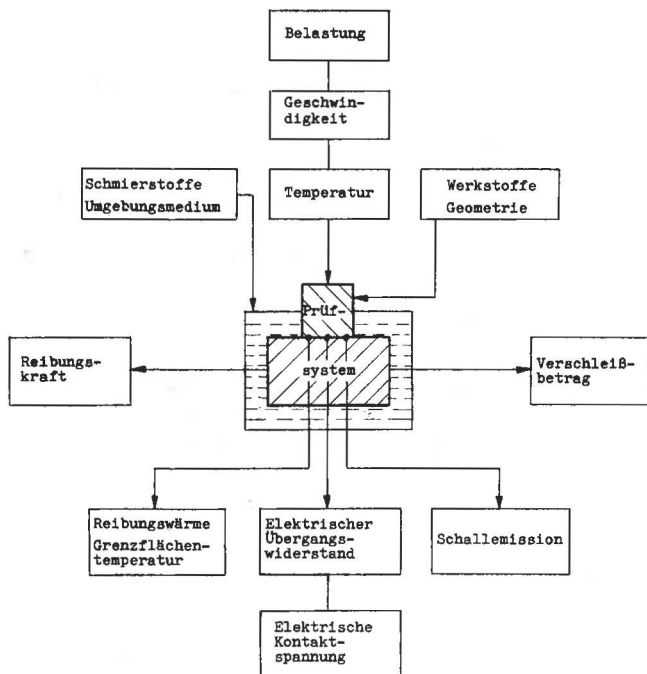 Belastung
Geschwin-
digkeit
Schmierstoffe
Umgebungsmedium
Temperatur
Werkstoffe
Geometrie
Prüf-
system
Reibungs-
kraft
Verschleiß-
betrag
Reibungswärme
Grenzflächen-
temperatur
Elektrischer
Übergangs-
widerstand
Schallemission
Elektrische
Kontakt-
spannung